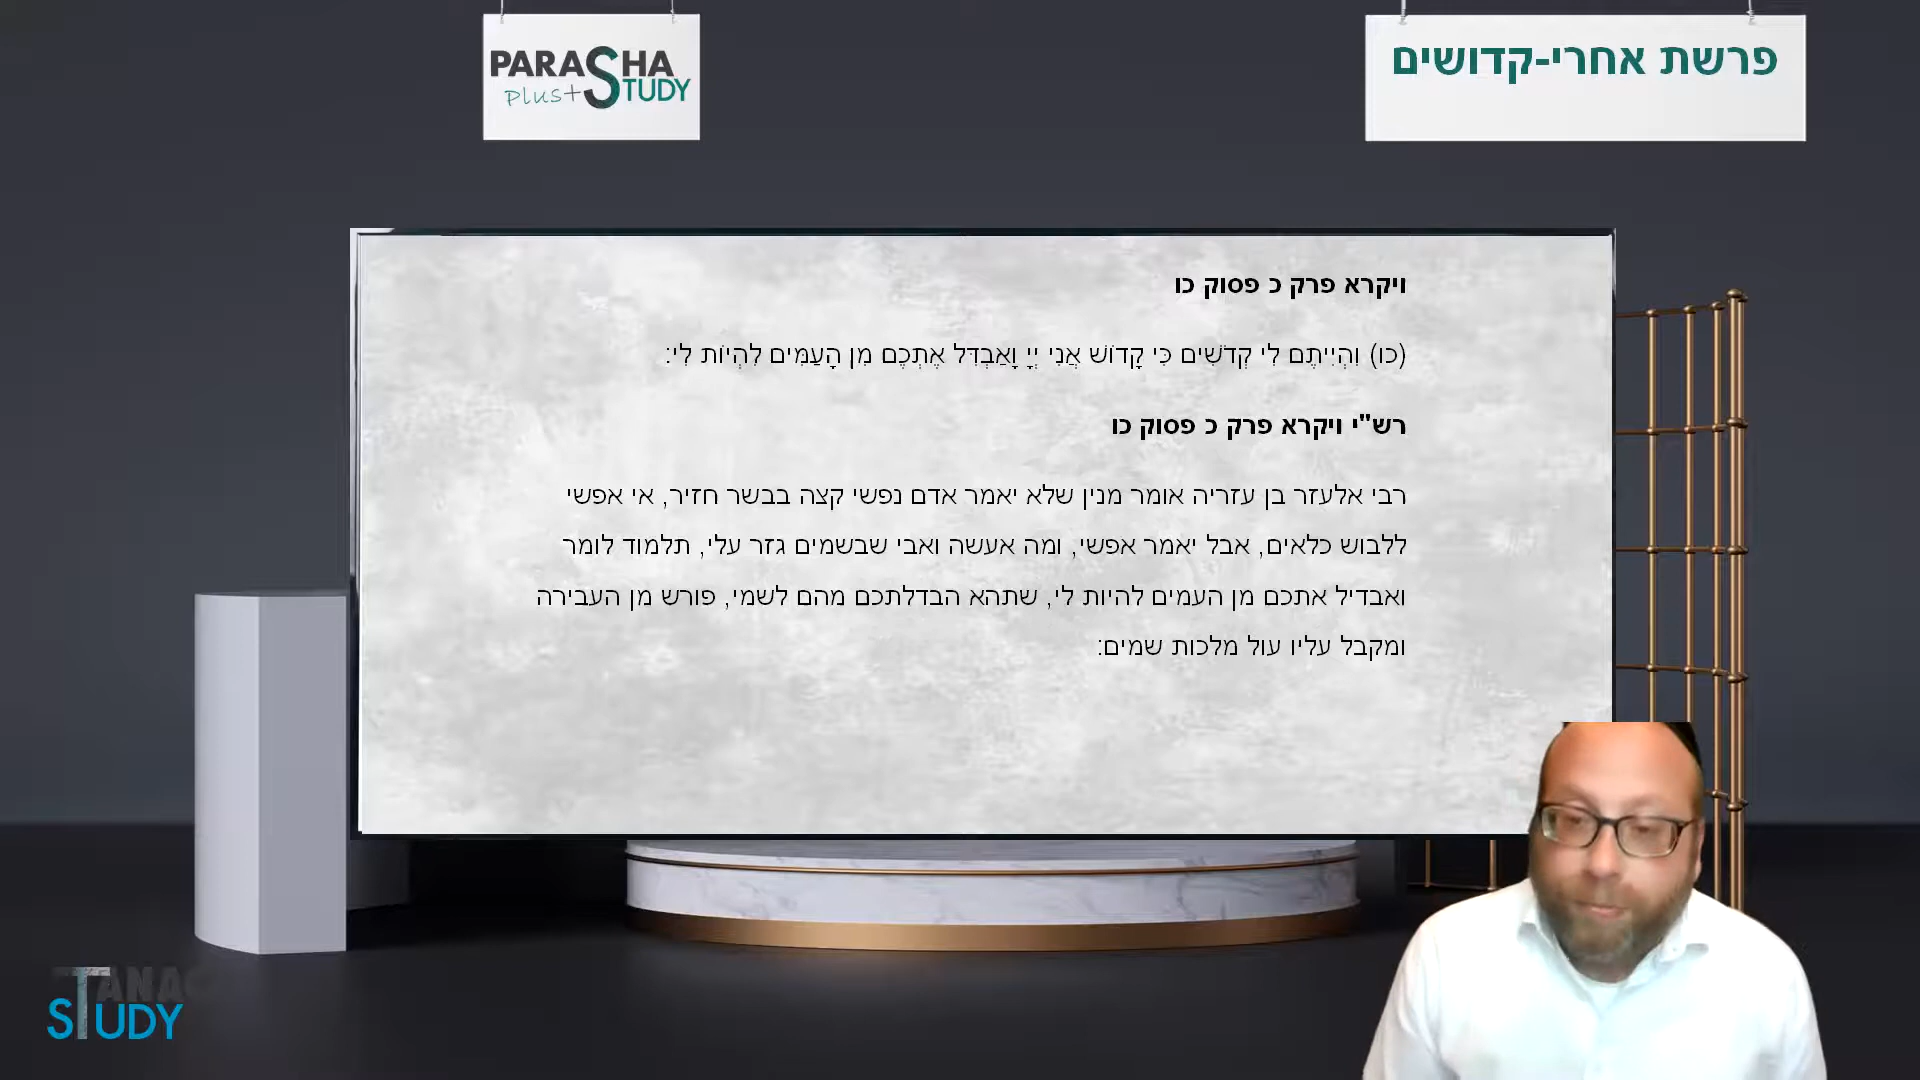 PARASHA
plus+ STUDY
פרשת אחרי-קדושים
ויקרא פרק כ פסוק כו
(כו) וִהְיִיתֶם לִי קְדֹשִׁים כִּי קָדוֹשׁ אֲנִי יְיָ וָאַבְדִּל אֶתְכֶם מִן הָעַמִּים לִהְיוֹת לִי:
רש"י ויקרא פרק כ פסוק כו
רבי אלעזר בן עזריה אומר מנין שלא יאמר אדם נפשי קצה בבשר חזיר, אי אפשי
ללבוש כלאים, אבל יאמר אפשי, ומה אעשה ואבי שבשמים גזר עלי, תלמוד לומר
ואבדיל אתכם מן העמים להיות לי, שתהא הבדלתכם מהם לשמי, פורש מן העבירה
ומקבל עליו עול מלכות שמים:
TANACH
STUDY